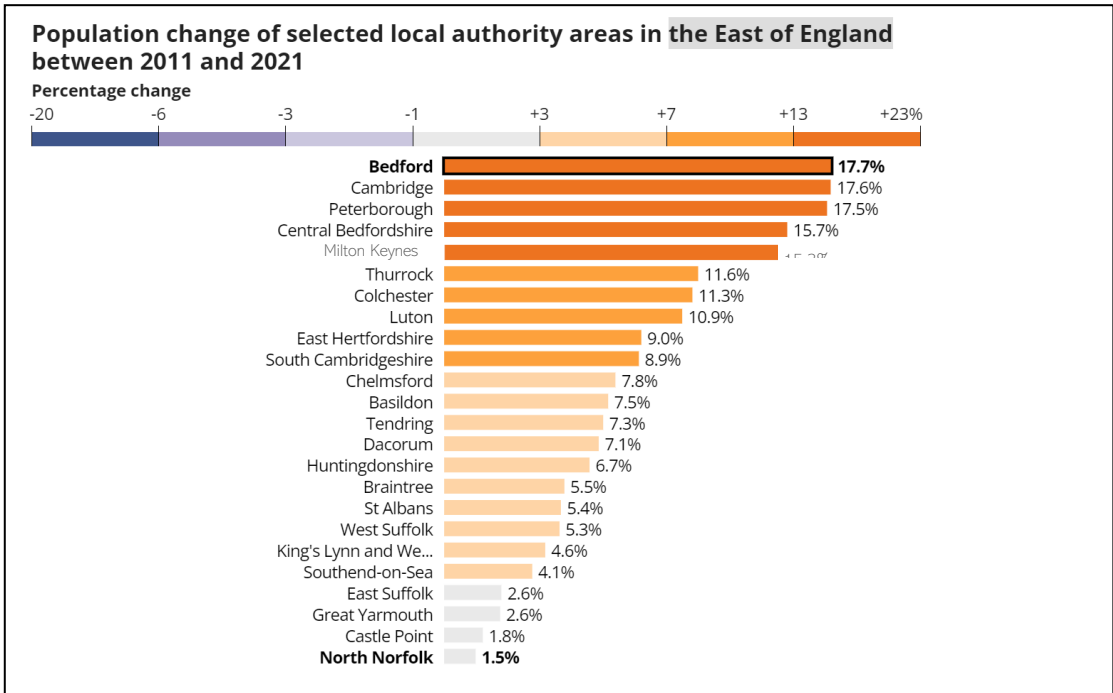 Population change of selected local authority areas in the East of England
between 2011 and 2021
Percentage change
-20 -6 -3 -1 +3 +7 +13 +23%
Bedford 17.7%
Cambridge 17.6%
Peterborough 17.5%
Central Bedfordshire 15.7%
Milton Keynes
Thurrock 11.6%
Colchester 11.3%
Luton 10.9%
East Hertfordshire 9.0%
South Cambridgeshire 8.9%
Chelmsford 7.8%
Basildon 7.5%
Tendring 7.3%
Dacorum 7.1%
Huntingdonshire 6.7%
Braintree 5.5%
St Albans 5.4%
West Suffolk 5.3%
King's Lynn and We... 4.6%
Southend-on-Sea 4.1%
East Suffolk 2.6%
Great Yarmouth 2.6%
Castle Point 1.8%
North Norfolk 1.5%